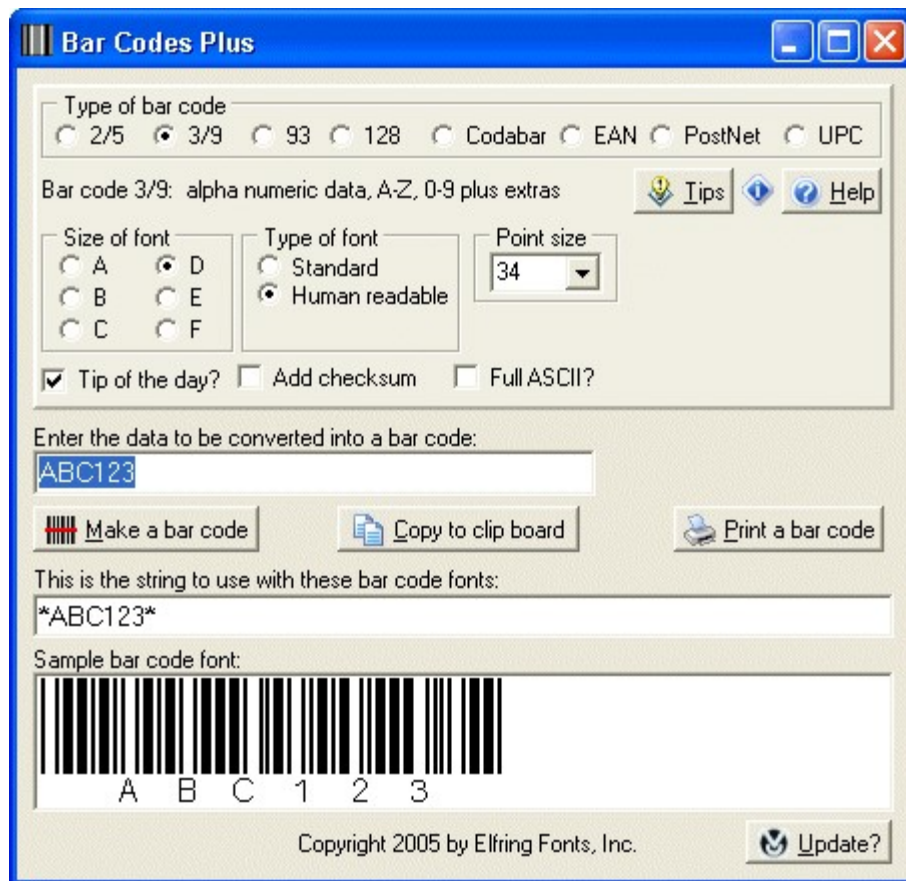 Bar Codes Plus
Type of bar code
2/5 3/9 93 128 Codabar EAN PostNet UPC
Bar code 3/9: alpha numeric data, A-Z, 0-9 plus extras Tips Help
Size of font Type of font Point size
A D Standard 34
B E Human readable
C F
Tip of the day? Add checksum Full ASCII?
Enter the data to be converted into a bar code:
ABC123
Make a bar code Copy to clip board Print a bar code
This is the string to use with these bar code fonts:
*ABC123*
Sample bar code font:
A B C 1 2 3
Copyright 2005 by Elfring Fonts, Inc. Update?